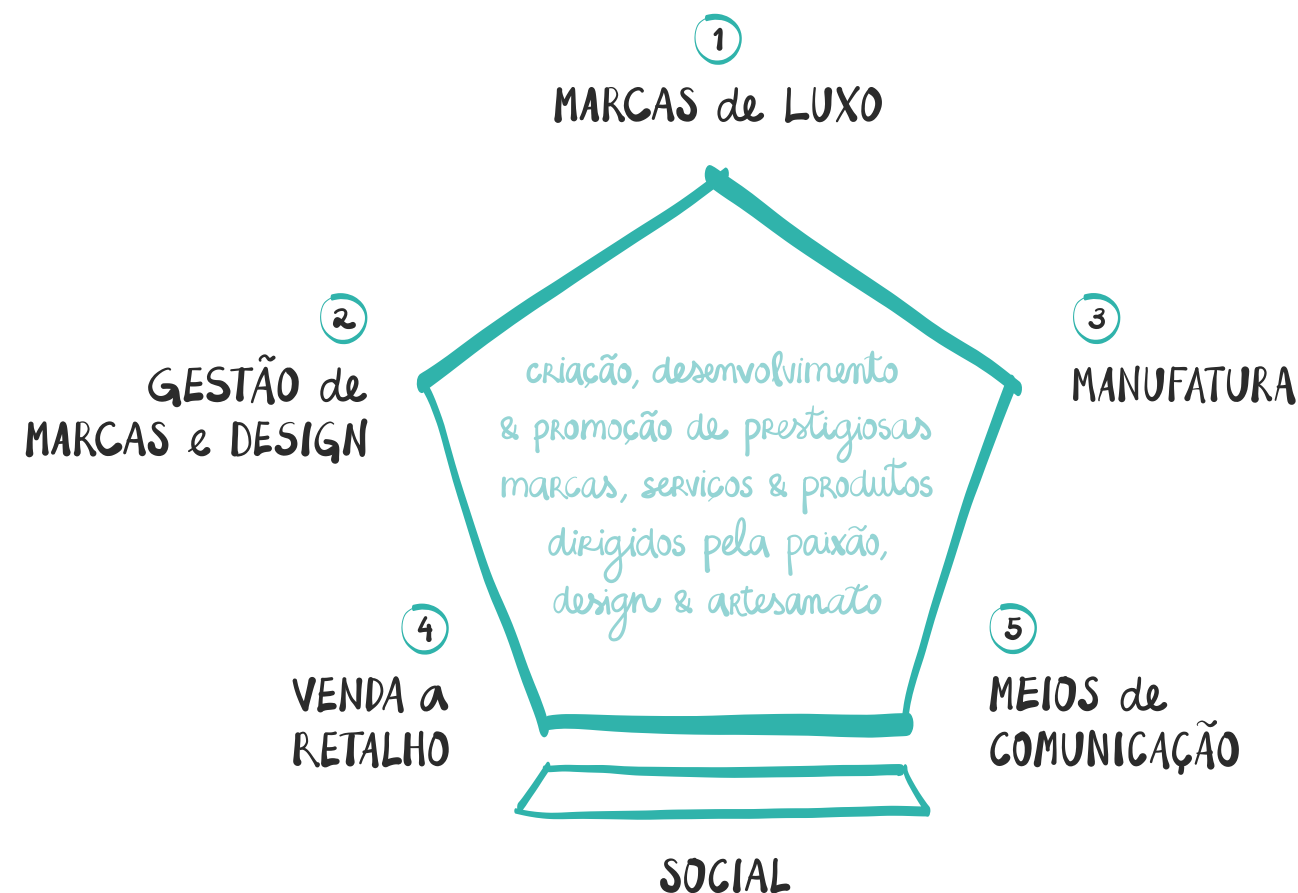 1
MARCAS de LUXO
2
GESTÃO de
MARCAS e DESIGN
3
MANUFATURA
criação, desenvolvimento
& promoção de prestigiosas
marcas, serviços & produtos
dirigidos pela paixão,
design & artesanato
4
VENDA a
RETALHO
5
MEIOS de
COMUNICAÇÃO
SOCIAL